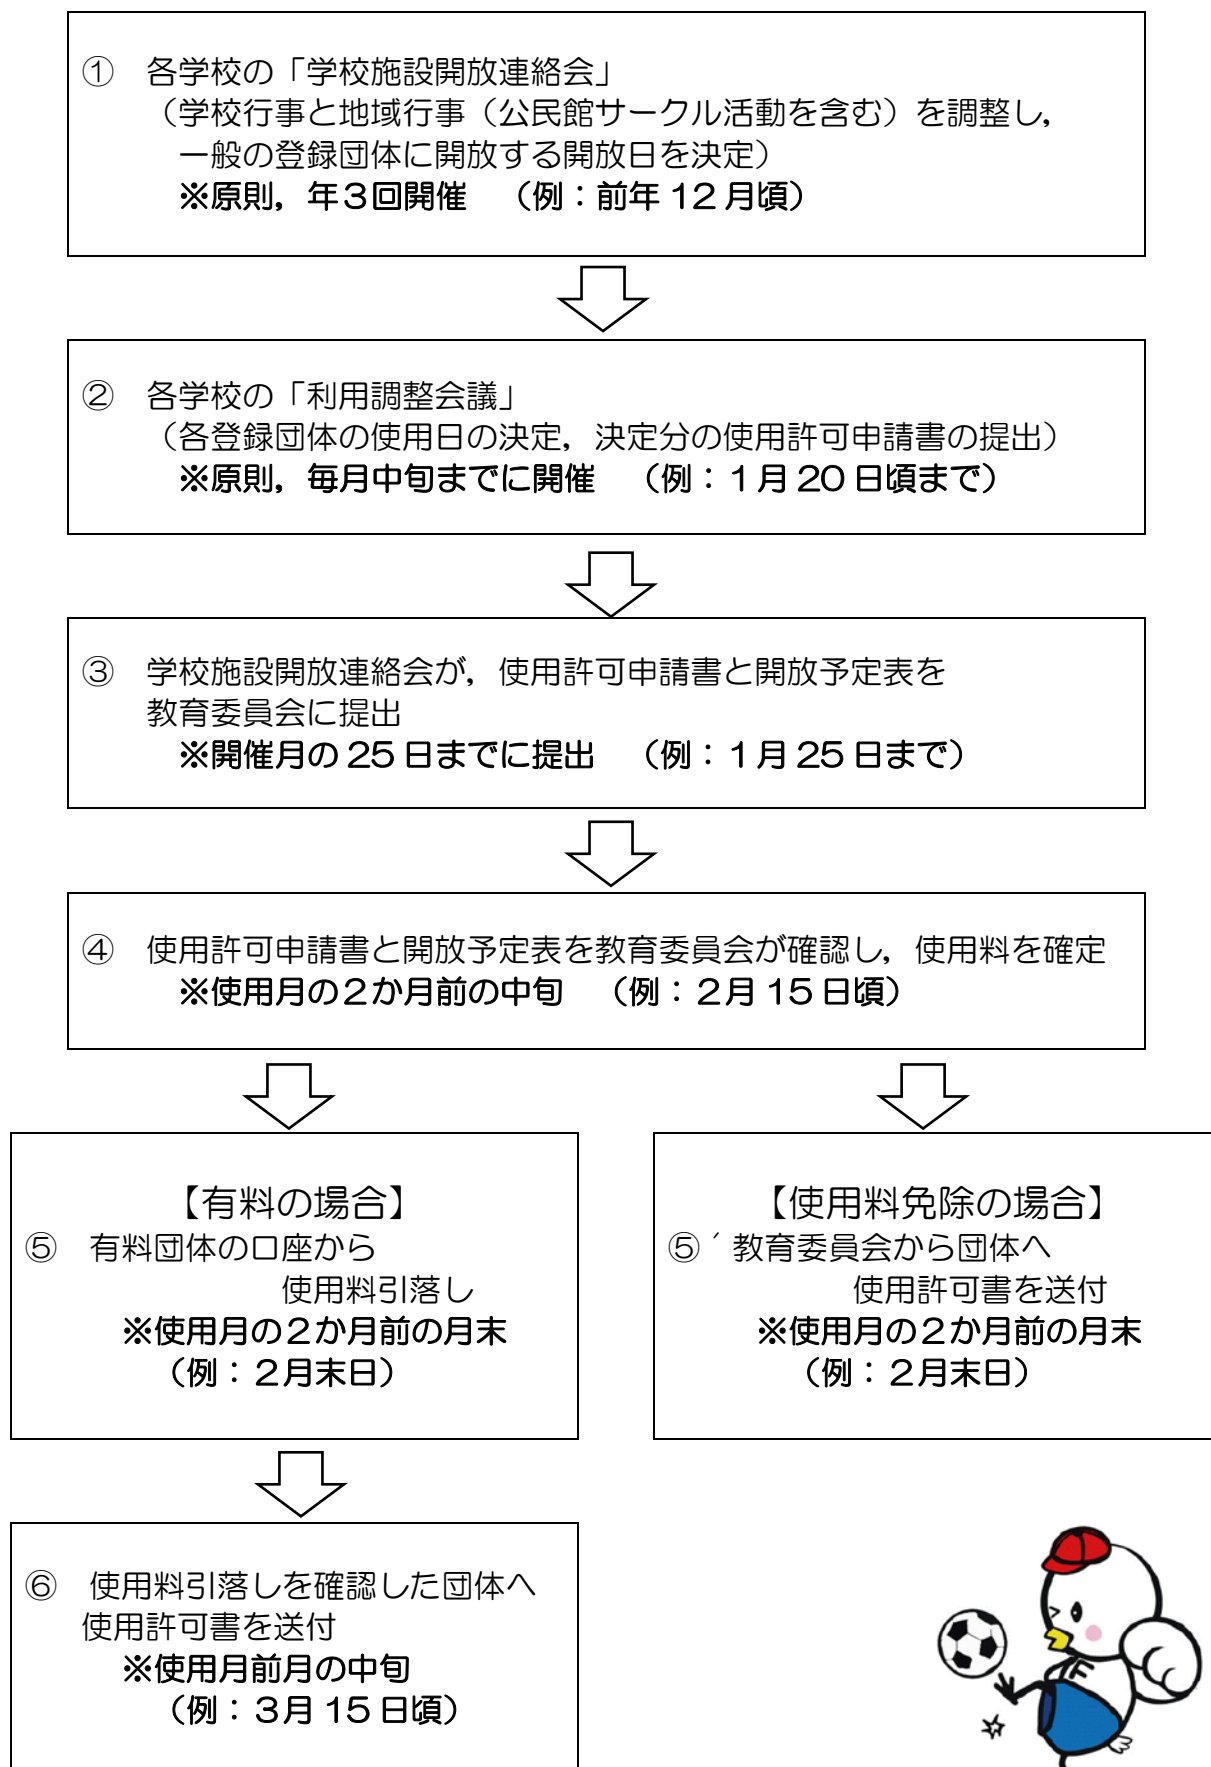 ① 各学校の「学校施設開放連絡会」
（学校行事と地域行事（公民館サークル活動を含む）を調整し，
一般の登録団体に開放する開放日を決定）
※原則，年３回開催　（例：前年 12 月頃）
② 各学校の「利用調整会議」
（各登録団体の使用日の決定，決定分の使用許可申請書の提出）
※原則，毎月中旬までに開催　（例：１月 20 日頃まで）
③ 学校施設開放連絡会が，使用許可申請書と開放予定表を
教育委員会に提出
※開催月の 25 日までに提出　（例：１月 25 日まで）
④ 使用許可申請書と開放予定表を教育委員会が確認し，使用料を確定
※使用月の２か月前の中旬　（例：２月 15 日頃）
【有料の場合】
⑤ 有料団体の口座から
使用料引落し
※使用月の２か月前の月末
（例：２月末日）
【使用料免除の場合】
⑤´教育委員会から団体へ
使用許可書を送付
※使用月の２か月前の月末
（例：２月末日）
⑥ 使用料引落しを確認した団体へ
使用許可書を送付
※使用月前月の中旬
（例：３月 15 日頃）